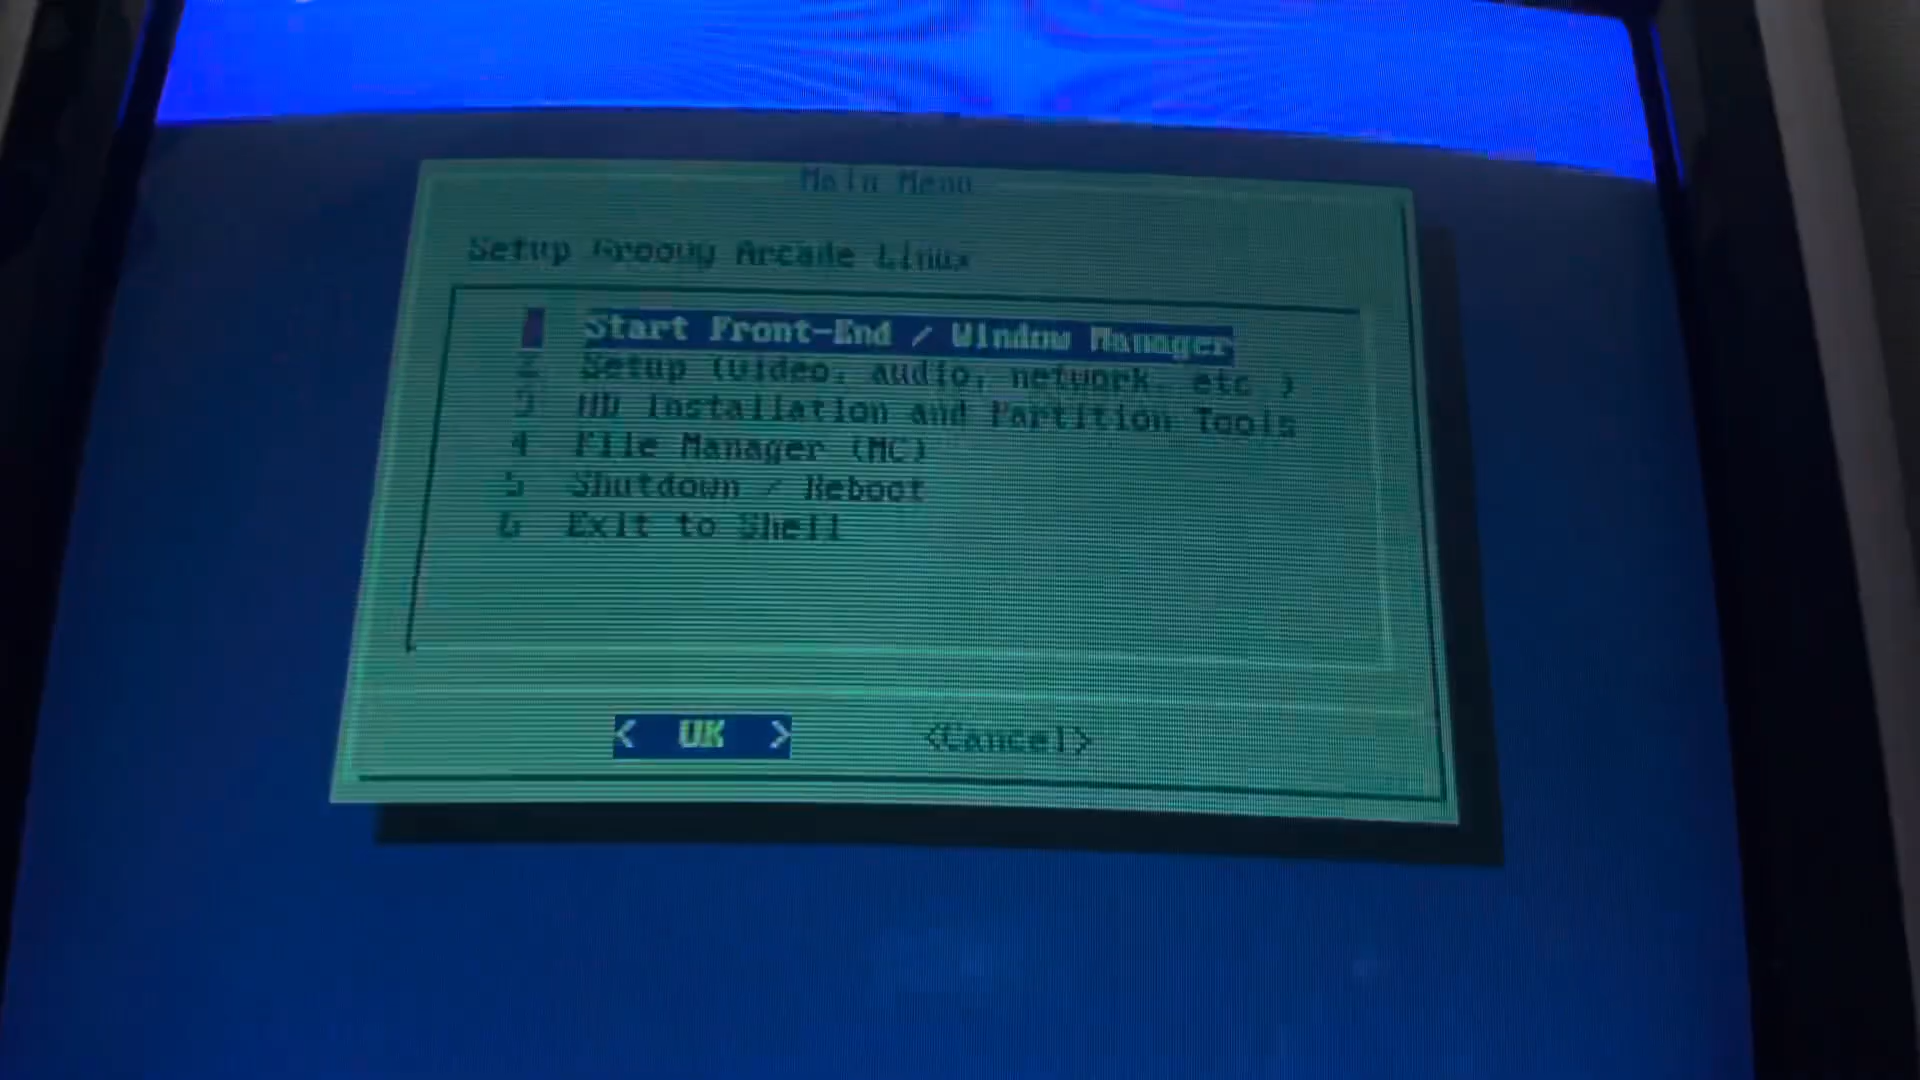 Main Menu
Setup Groovy Arcade Linux
1 Start Front-End / Window Manager
2 Setup (video, audio, network, etc )
3 HD Installation and Partition Tools
4 File Manager (MC)
5 Shutdown / Reboot
6 Exit to Shell
< OK > <Cancel>